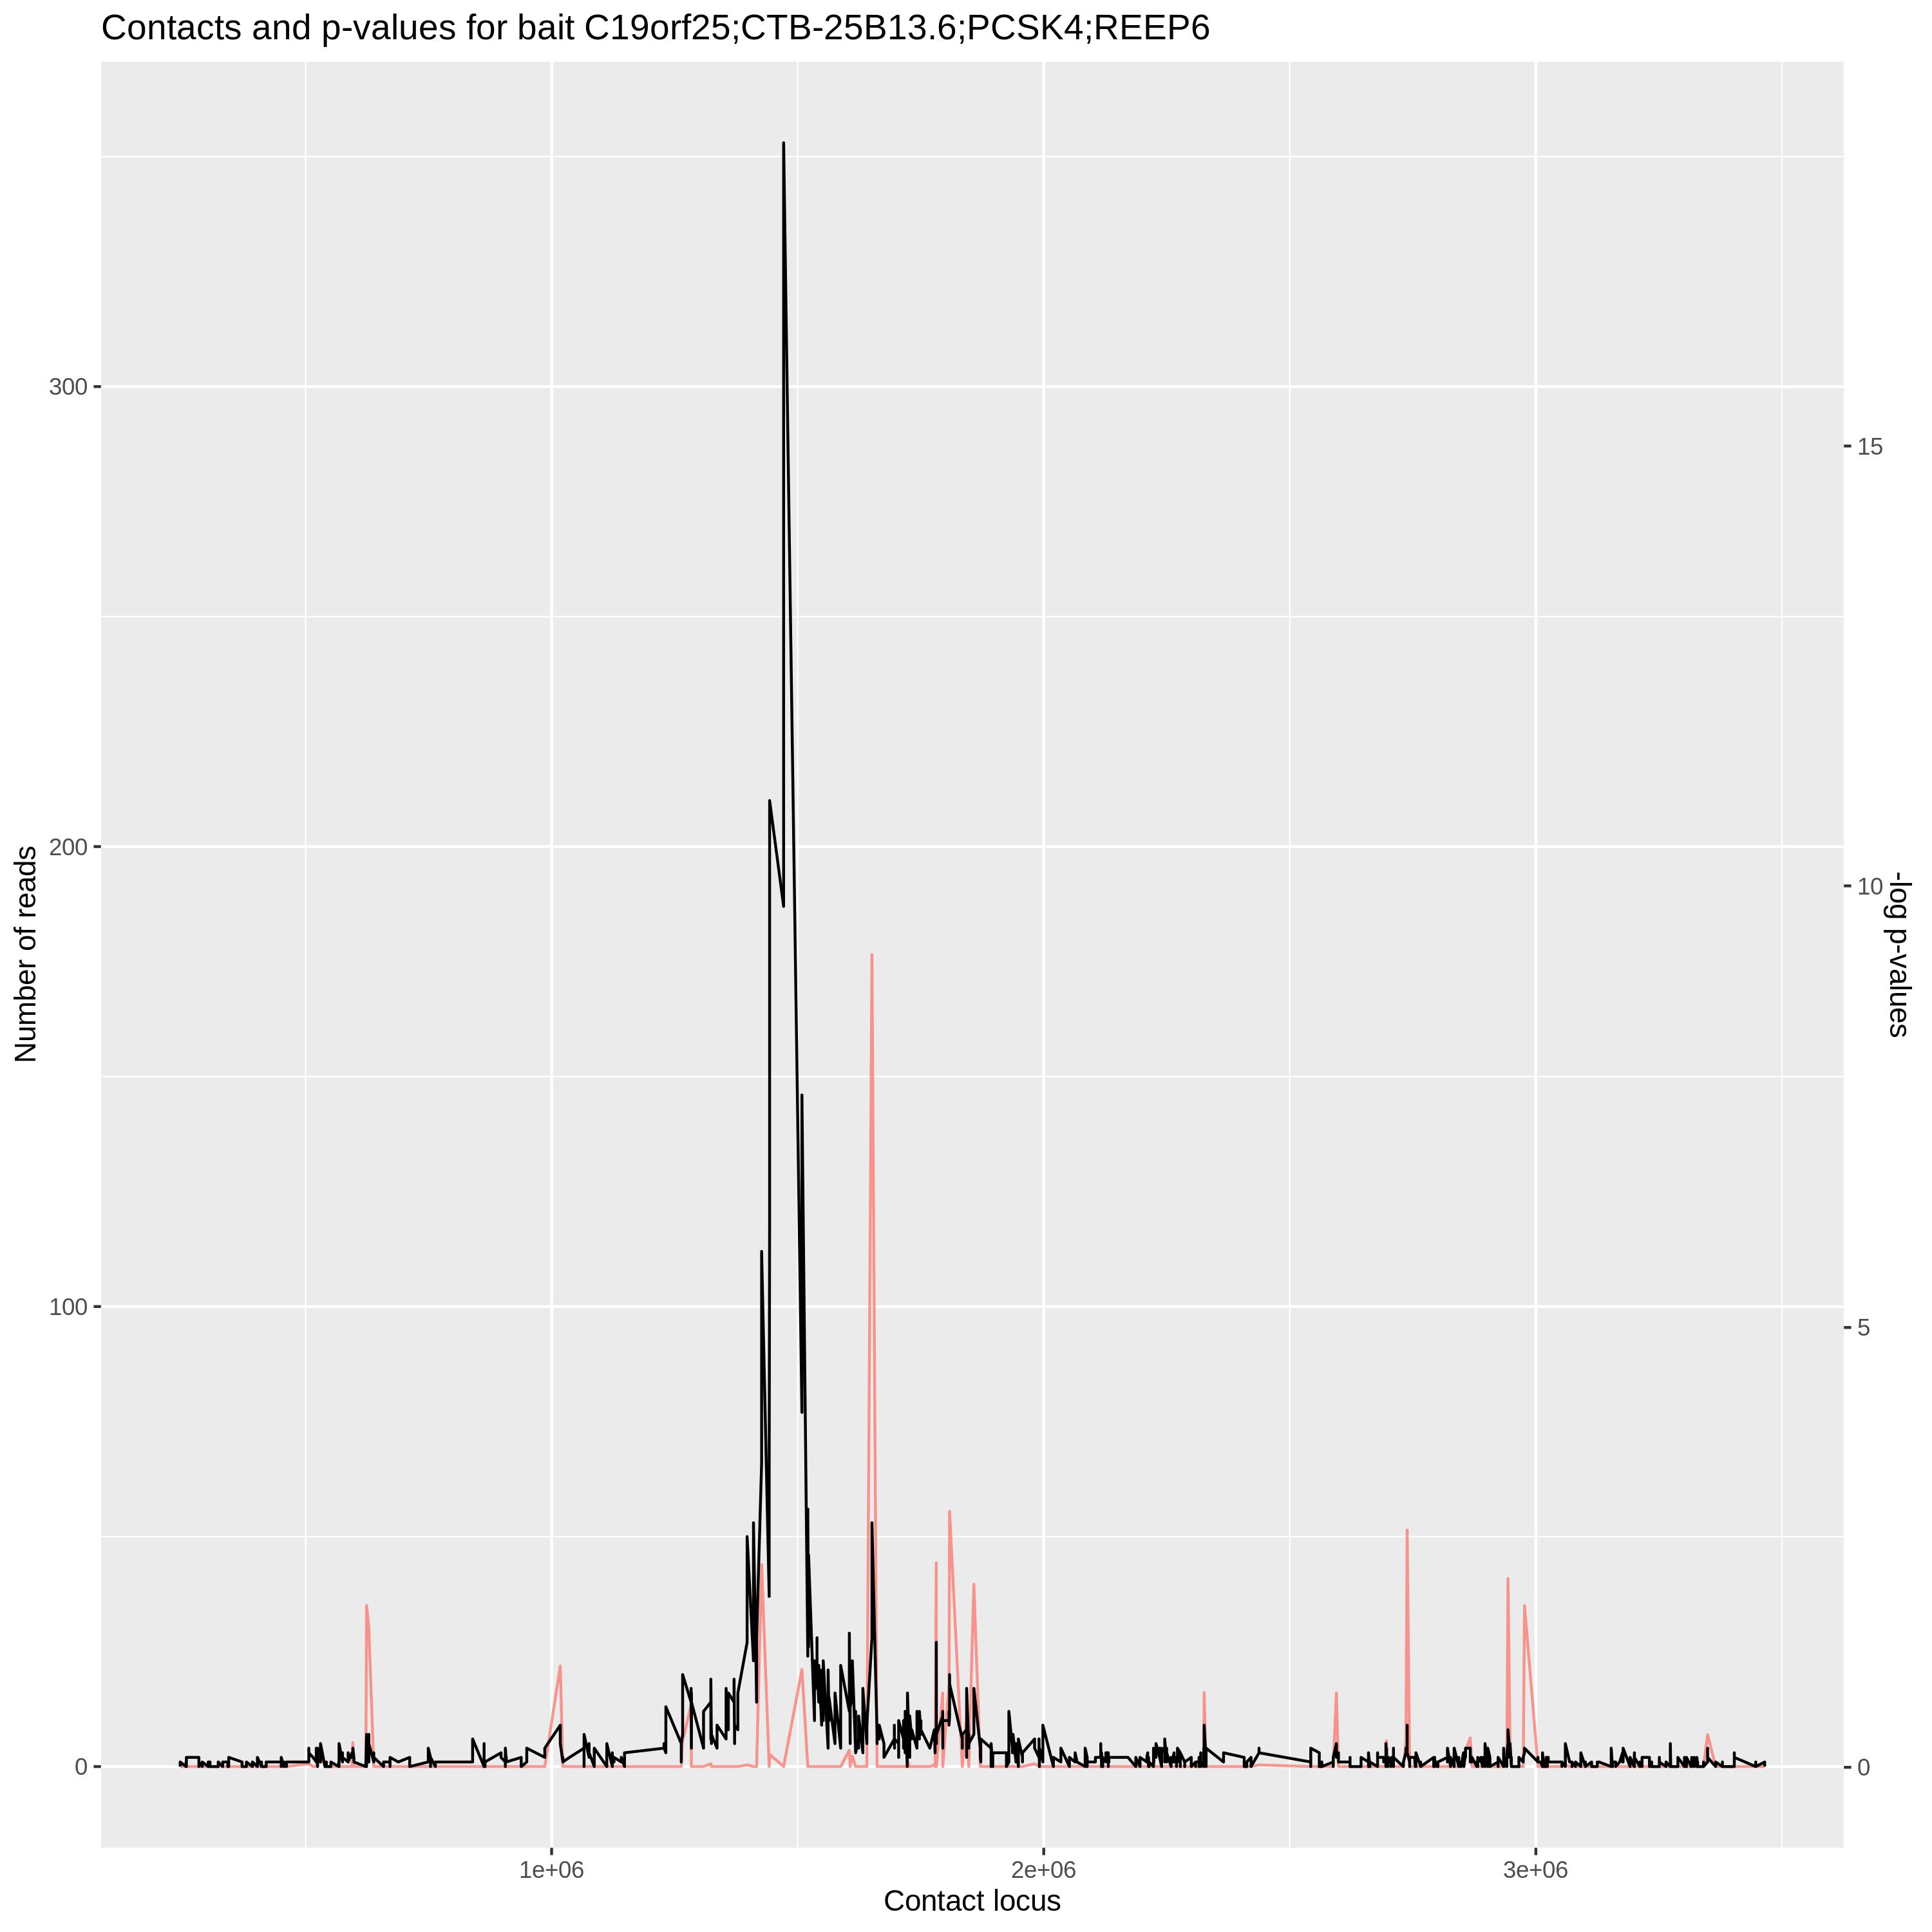 Contacts and p-values for bait C19orf25;CTB-25B13.6;PCSK4;REEP6
Number of reads
300
200
100
0
15
10
5
0
-log p-values
1e+06
2e+06
3e+06
Contact locus